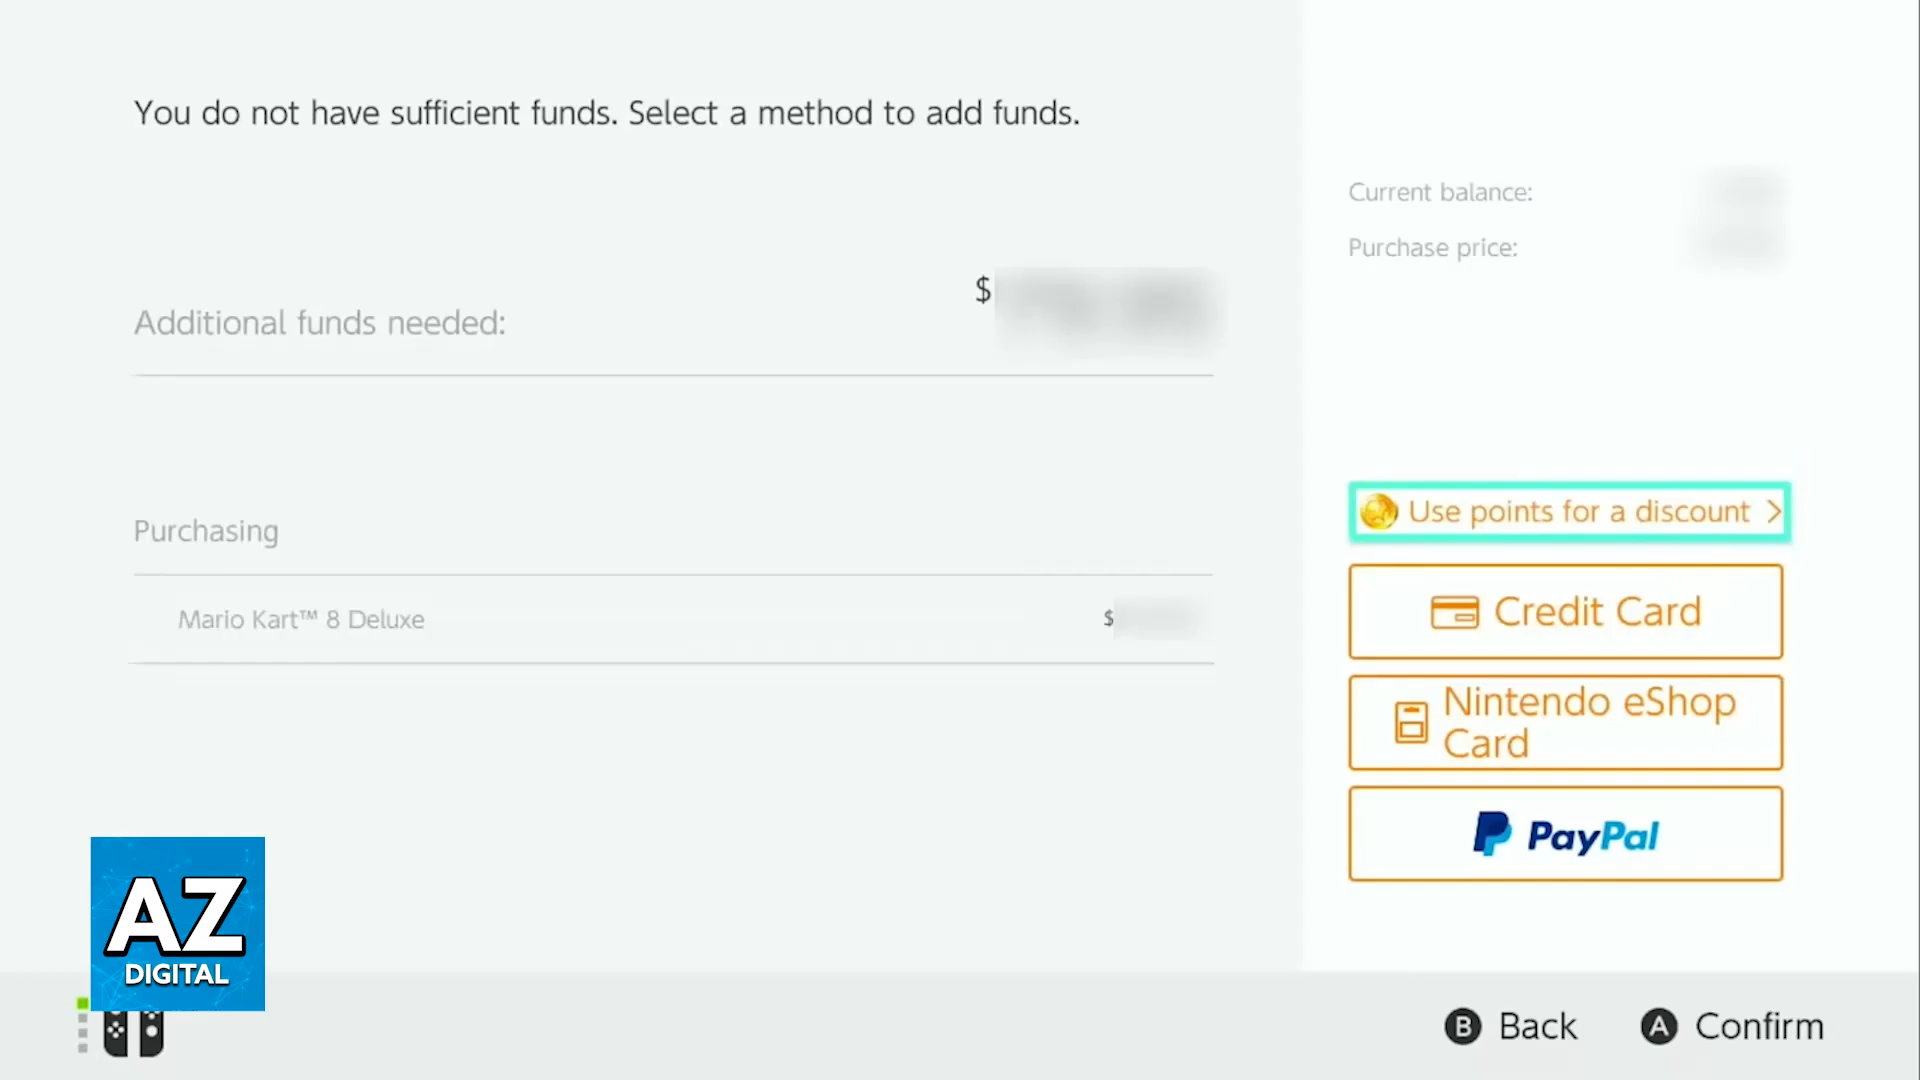 You do not have sufficient funds. Select a method to add funds.
Current balance:
Purchase price:
$
Additional funds needed:
Use points for a discount >
Purchasing
Mario Kart™ 8 Deluxe $
Credit Card
Nintendo eShop
Card
PayPal
AZ
DIGITAL
B Back A Confirm